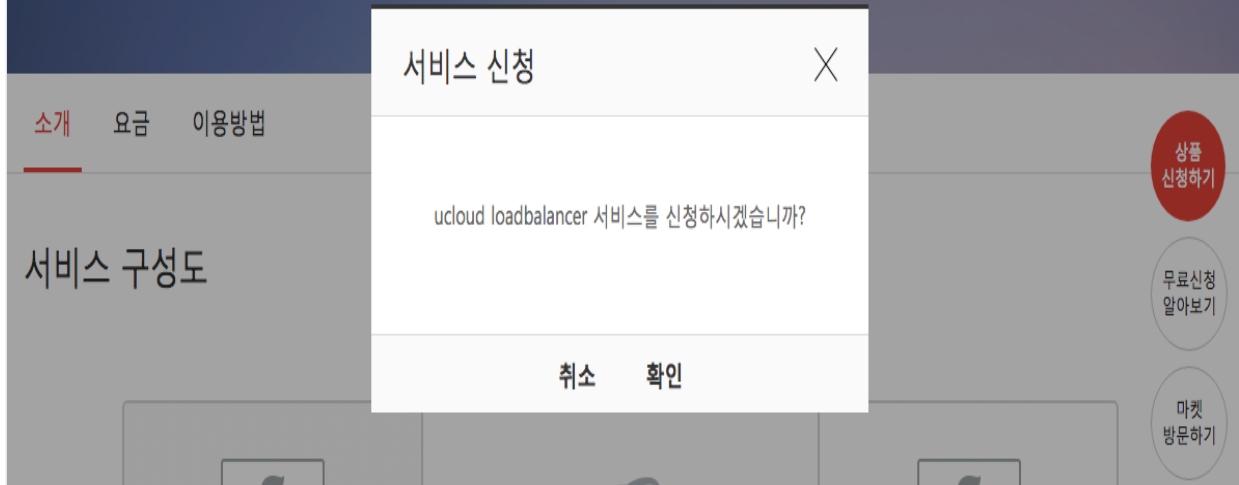 서비스 신청
소개 요금 이용방법
상품
신청하기
ucloud loadbalancer 서비스를 신청하시겠습니까?
서비스 구성도
무료신청
알아보기
취소 확인
마켓
방문하기